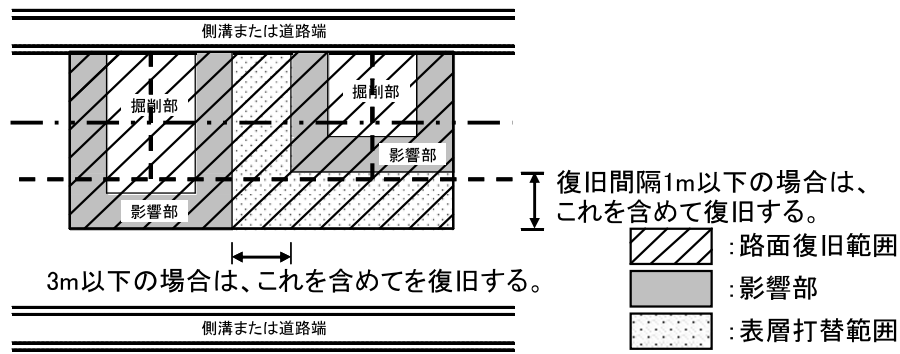 側溝または道路端
掘削部
掘削部
影響部
影響部
復旧間隔1m以下の場合は、
これを含めて復旧する。
:路面復旧範囲
3m以下の場合は、これを含めてを復旧する。
:影響部
側溝または道路端
:表層打替範囲